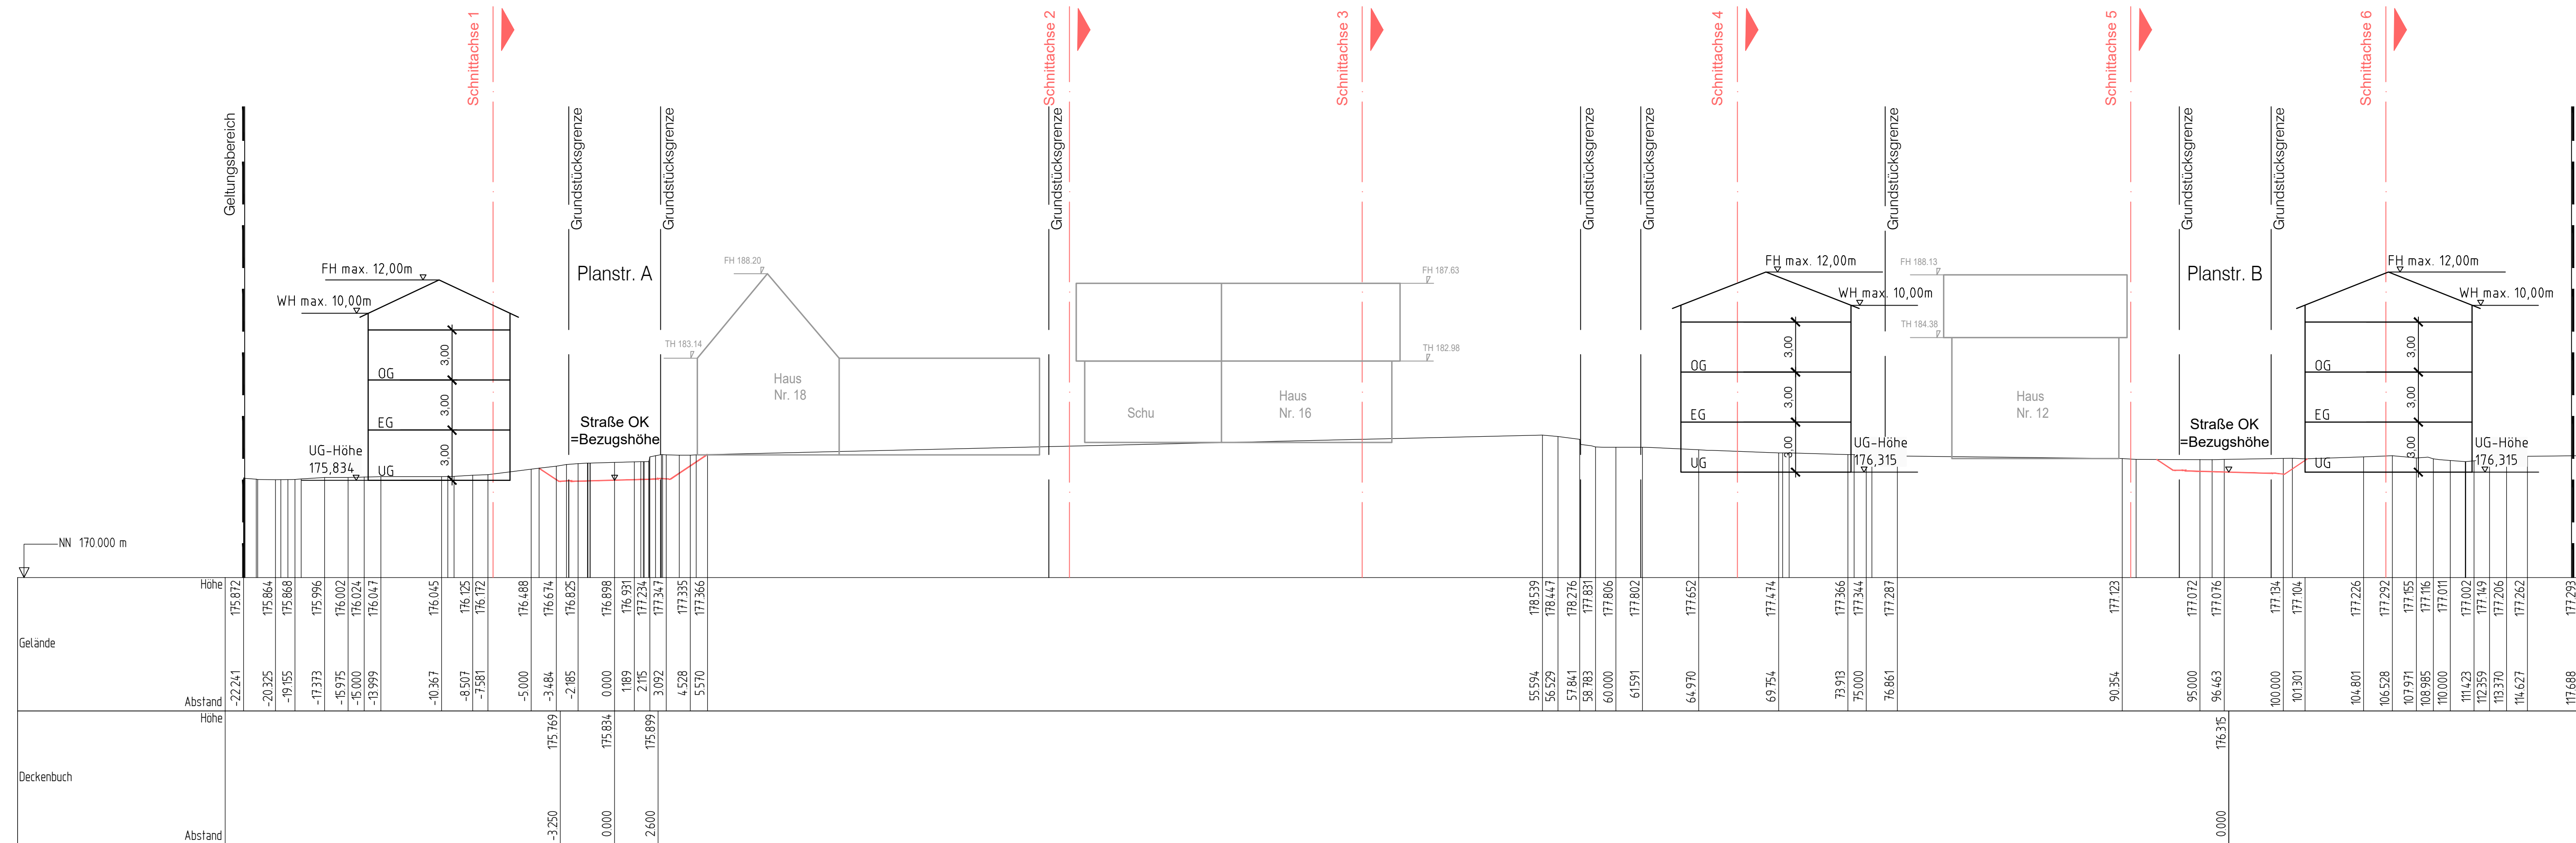 Schnittachse 1
Schnittachse 2
Schnittachse 3
Schnittachse 4
Schnittachse 5
Schnittachse 6
Geltungsbereich
Grundstücksgrenze
Grundstücksgrenze
Grundstücksgrenze
Grundstücksgrenze
Grundstücksgrenze
Grundstücksgrenze
Grundstücksgrenze
Grundstücksgrenze
FH max. 12,00m
WH max. 10,00m
3,00
OG
3,00
EG
3,00
UG
UG-Höhe
175,834
Planstr. A
Straße OK
=Bezugshöhe
FH 188.20
TH 183.14
Haus
Nr. 18
Schu
Haus
Nr. 16
FH 187.63
TH 182.98
FH max. 12,00m
WH max. 10,00m
3,00
OG
3,00
EG
3,00
UG
UG-Höhe
176,315
FH 188.13
TH 184.38
Haus
Nr. 12
Planstr. B
Straße OK
=Bezugshöhe
FH max. 12,00m
WH max. 10,00m
3,00
OG
3,00
EG
3,00
UG
UG-Höhe
176,315
NN 170.000 m
Höhe
175.872
175.864
175.868
175.996
176.002
176.024
176.047
176.045
176.125
176.172
176.488
176.674
176.825
176.898
176.931
177.234
177.347
177.335
177.366
178.539
178.447
178.276
177.831
177.806
177.802
177.652
177.474
177.366
177.344
177.287
177.123
177.072
177.076
177.134
177.104
177.226
177.292
177.155
177.116
177.011
177.002
177.149
177.206
177.262
177.293
Gelände
Abstand
-22.241
-20.325
-19.155
-17.373
-15.975
-15.000
-13.999
-10.367
-8.507
-7.581
-5.000
-3.484
-2.185
0.000
1.189
2.115
3.092
4.528
5.570
55.594
56.529
57.841
58.783
60.000
61.591
64.970
69.754
73.913
75.000
76.861
90.354
95.000
96.463
100.000
101.301
104.801
106.528
107.971
108.985
110.000
111.423
112.359
113.370
114.627
117.688
Höhe
175.769
175.834
175.899
176.315
Deckenbuch
Abstand
-3.250
0.000
2.600
0.000